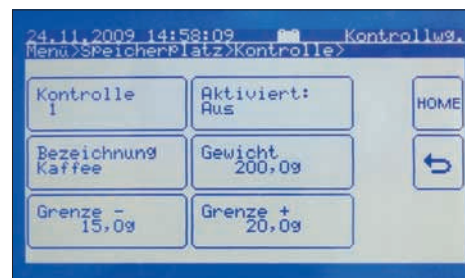 24.11.2009 14:58:09 Kontrollwg.
Menü>Speicherplatz>Kontrolle>
Kontrolle
1
Aktiviert:
Aus
HOME
Bezeichnung
Kaffee
Gewicht
200,0g
Grenze -
15,0g
Grenze +
20,0g